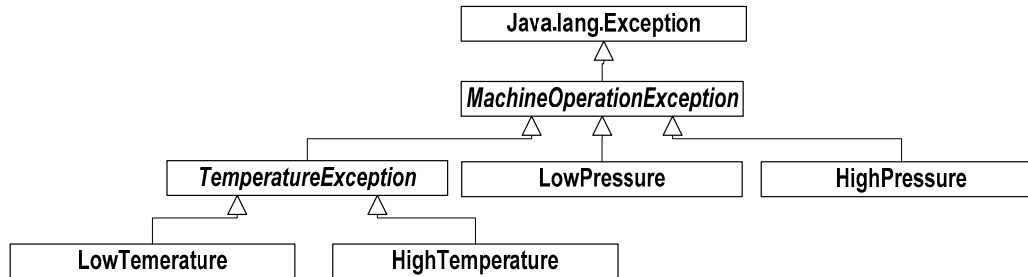 Java.lang.Exception
MachineOperationException
TemperatureException
LowPressure
HighPressure
LowTemerature
HighTemperature